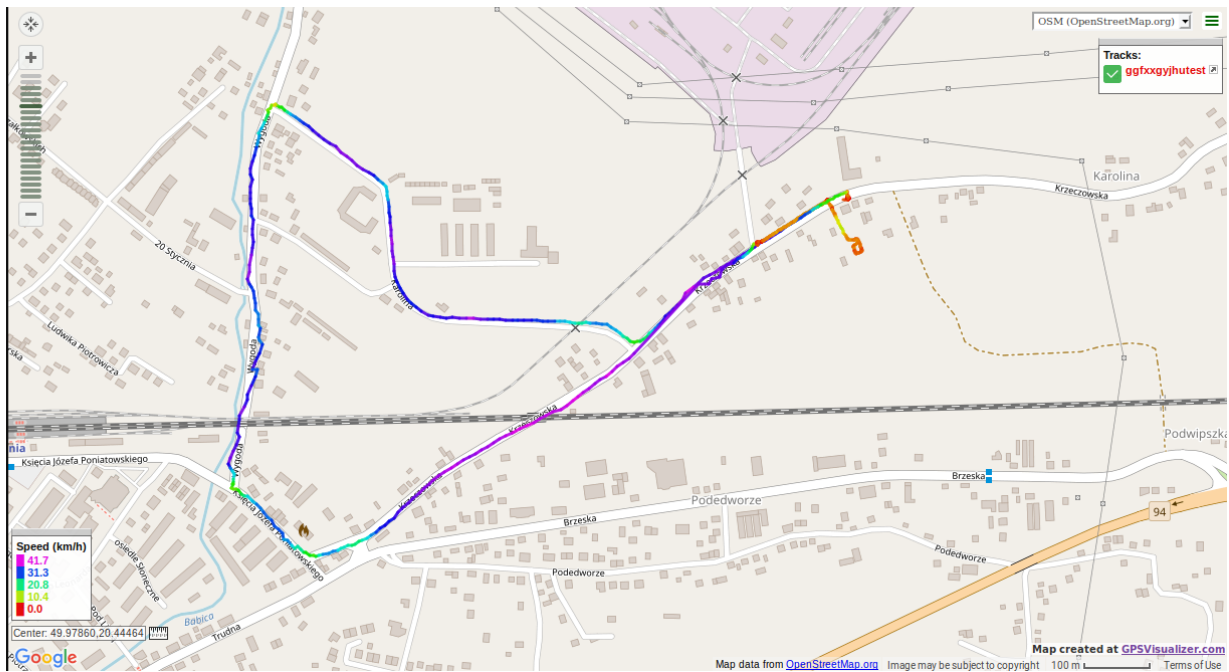 OSM (OpenStreetMap.org)
Tracks:
ggfxxgyjhutest
Wygoda
Karolina
Krzeczowska
20 Stycznia
Krzeczowska
Karolina
Ludwika Piotrowicza
Wygoda
Krzeczowska
Podwipszka
Wygoda
nia
Księcia Józefa Poniatowskiego
Brzeska
Krzeczowska
Podedworze
Księcia Józefa Poniatowskiego
94
Brzeska
Podedworze
Podedworze
osiedle Słoneczne
Speed (km/h)
41.7
31.3
20.8
10.4
0.0
Babica
Trudna
Center: 49.97860,20.44464
Google
Map created at GPSVisualizer.com
Map data from OpenStreetMap.org
Image may be subject to copyright
100 m
Terms of Us